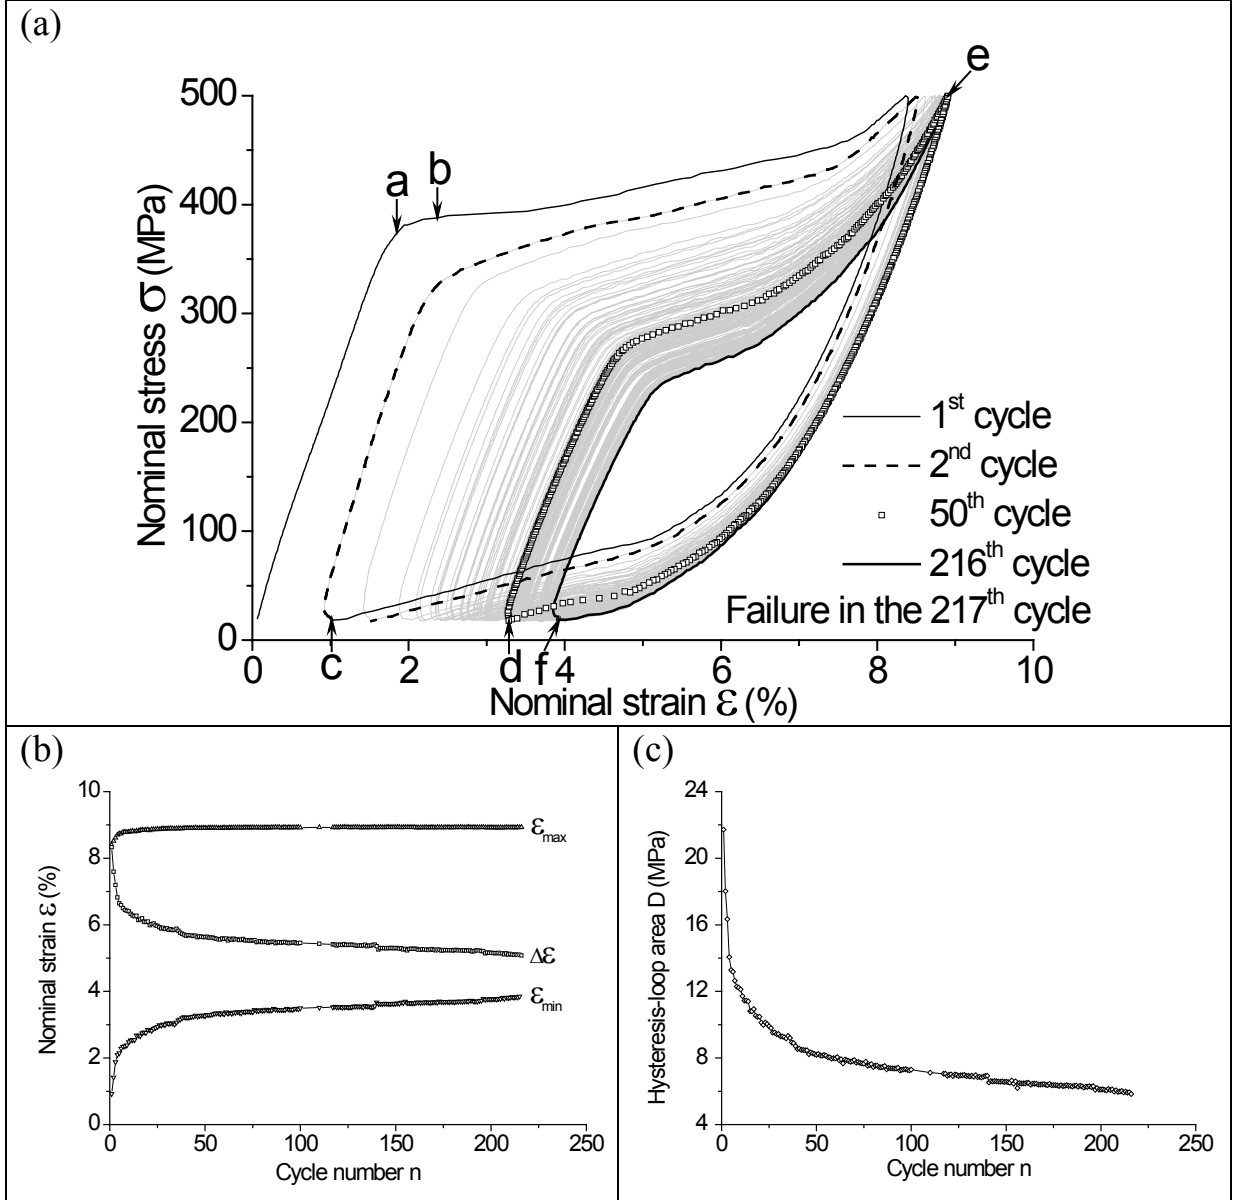 (a)
e
500
a b
400
300
200
100
0
Nominal stress σ (MPa)
1st cycle
2nd cycle
50th cycle
216th cycle
Failure in the 217th cycle
0 c 2 d f 4 6 8 10
Nominal strain ε (%)
(b)
10
8
6
4
2
0
Nominal strain ε (%)
εmax
Δε
εmin
0 50 100 150 200 250
Cycle number n
(c)
24
20
16
12
8
4
Hysteresis-loop area D (MPa)
0 50 100 150 200 250
Cycle number n